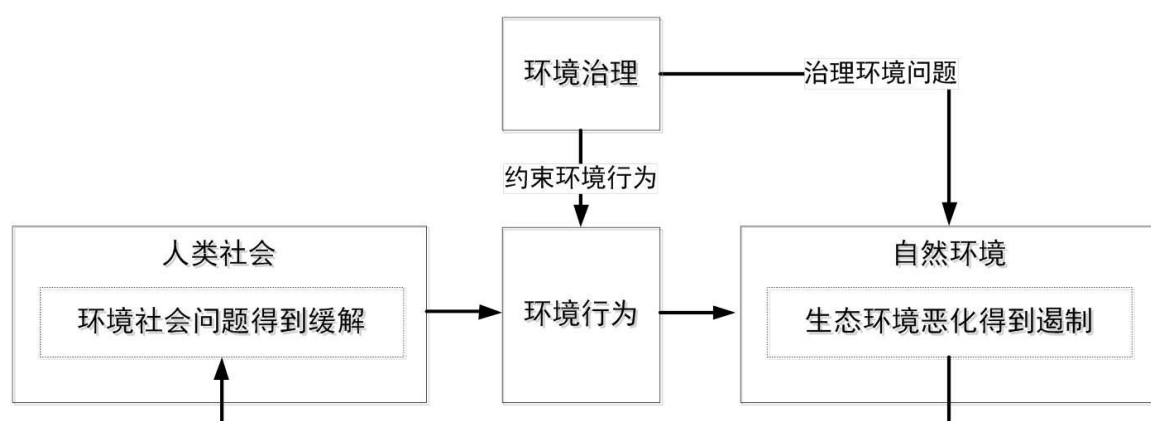 环境治理
治理环境问题
约束环境行为
人类社会
环境社会问题得到缓解
环境行为
自然环境
生态环境恶化得到遏制